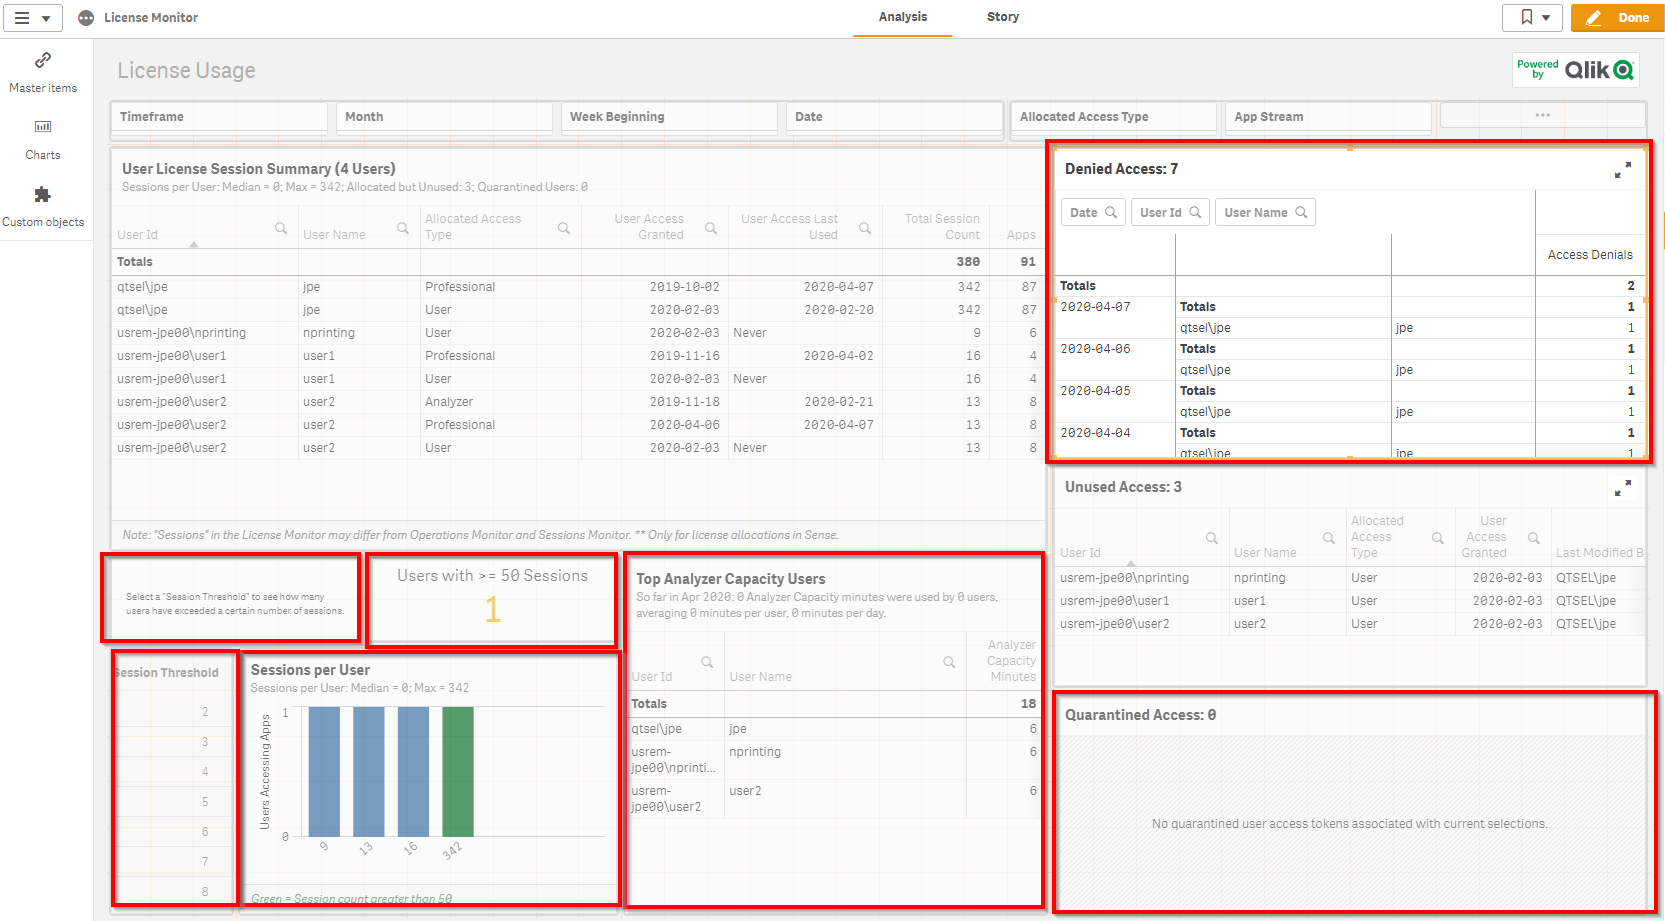 License Monitor
Analysis
Story
Done
Master items
Charts
Custom objects
License Usage
Powered by Qlik
Timeframe
Month
Week Beginning
Date
Allocated Access Type
App Stream
...
User License Session Summary (4 Users)
Sessions per User: Median = 0; Max = 342; Allocated but Unused: 3; Quarantined Users: 0
User Id User Name Allocated Access Type User Access Granted User Access Last Used Total Session Count Apps
Totals 380 91
qtsel\jpe jpe Professional 2019-10-02 2020-04-07 342 87
qtsel\jpe jpe User 2020-02-03 2020-02-20 342 87
usrem-jpe00\nprinting nprinting User 2020-02-03 Never 9 6
usrem-jpe00\user1 user1 Professional 2019-11-16 2020-04-02 16 4
usrem-jpe00\user1 user1 User 2020-02-03 Never 16 4
usrem-jpe00\user2 user2 Analyzer 2019-11-18 2020-02-21 13 8
usrem-jpe00\user2 user2 Professional 2020-04-06 2020-04-07 13 8
usrem-jpe00\user2 user2 User 2020-02-03 Never 13 8
Note: "Sessions" in the License Monitor may differ from Operations Monitor and Sessions Monitor. ** Only for license allocations in Sense.
Denied Access: 7
Date User Id User Name
Access Denials
Totals 2
2020-04-07 Totals 1
qtsel\jpe jpe 1
2020-04-06 Totals 1
qtsel\jpe jpe 1
2020-04-05 Totals 1
qtsel\jpe jpe 1
2020-04-04 Totals 1
qtsel\jpe jpe 1
Unused Access: 3
User Id User Name Allocated Access Type User Access Granted Last Modified B
usrem-jpe00\nprinting nprinting User 2020-02-03 QTSEL\jpe
usrem-jpe00\user1 user1 User 2020-02-03 QTSEL\jpe
usrem-jpe00\user2 user2 User 2020-02-03 QTSEL\jpe
Select a "Session Threshold" to see how many
users have exceeded a certain number of sessions.
Users with >= 50 Sessions
1
Session Threshold
2
3
4
5
6
7
8
Sessions per User
Sessions per User: Median = 0; Max = 342
Users Accessing Apps
1
0
9 13 16 342
Green = Session count greater than 50
Top Analyzer Capacity Users
So far in Apr 2020: 0 Analyzer Capacity minutes were used by 0 users,
averaging 0 minutes per user, 0 minutes per day.
User Id User Name Analyzer Capacity Minutes
Totals 18
qtsel\jpe jpe 6
usrem-jpe00\nprinti... nprinting 6
usrem-jpe00\user2 user2 6
Quarantined Access: 0
No quarantined user access tokens associated with current selections.